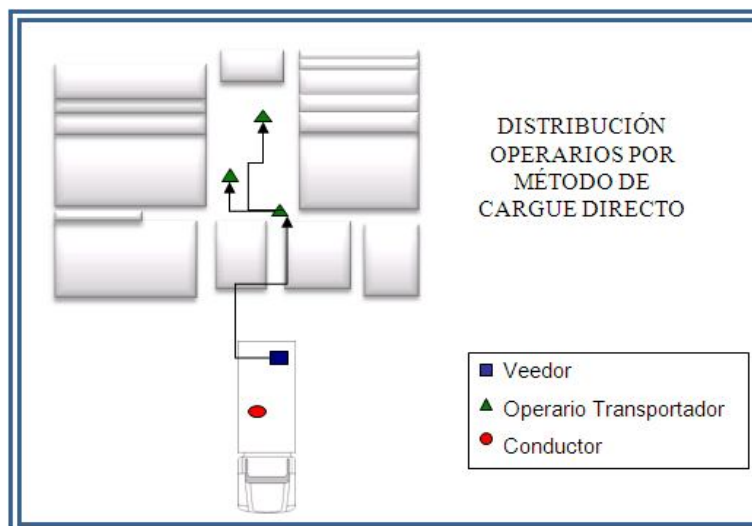 DISTRIBUCIÓN
OPERARIOS POR
MÉTODO DE
CARGUE DIRECTO
Veedor
Operario Transportador
Conductor